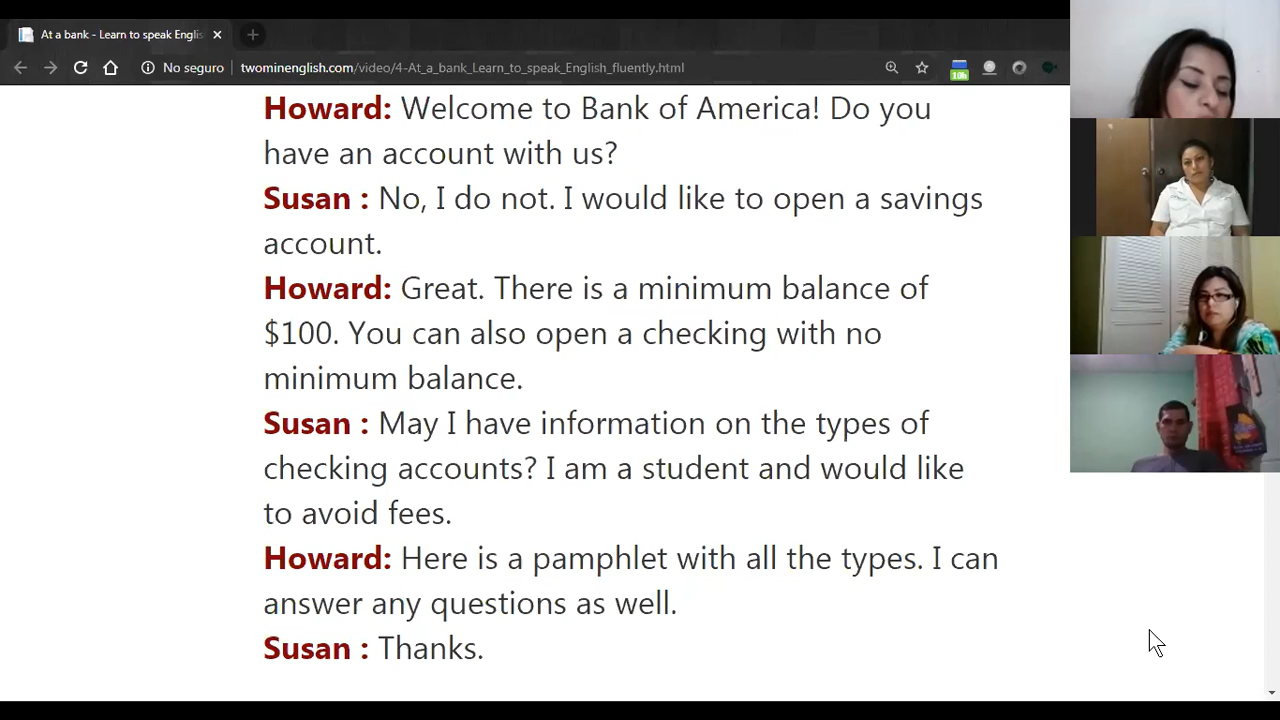 At a bank - Learn to speak Englis
No seguro
twominenglish.com/video/4-At_a_bank_Learn_to_speak_English_fluently.html
10h
Howard: Welcome to Bank of America! Do you
have an account with us?
Susan : No, I do not. I would like to open a savings
account.
Howard: Great. There is a minimum balance of
$100. You can also open a checking with no
minimum balance.
Susan : May I have information on the types of
checking accounts? I am a student and would like
to avoid fees.
Howard: Here is a pamphlet with all the types. I can
answer any questions as well.
Susan : Thanks.